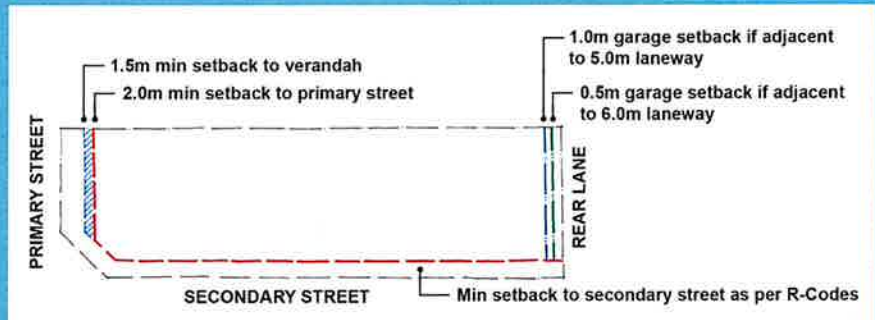 1.5m min setback to verandah
2.0m min setback to primary street
1.0m garage setback if adjacent
to 5.0m laneway
0.5m garage setback if adjacent
to 6.0m laneway
PRIMARY STREET
REAR LANE
SECONDARY STREET
Min setback to secondary street as per R-Codes